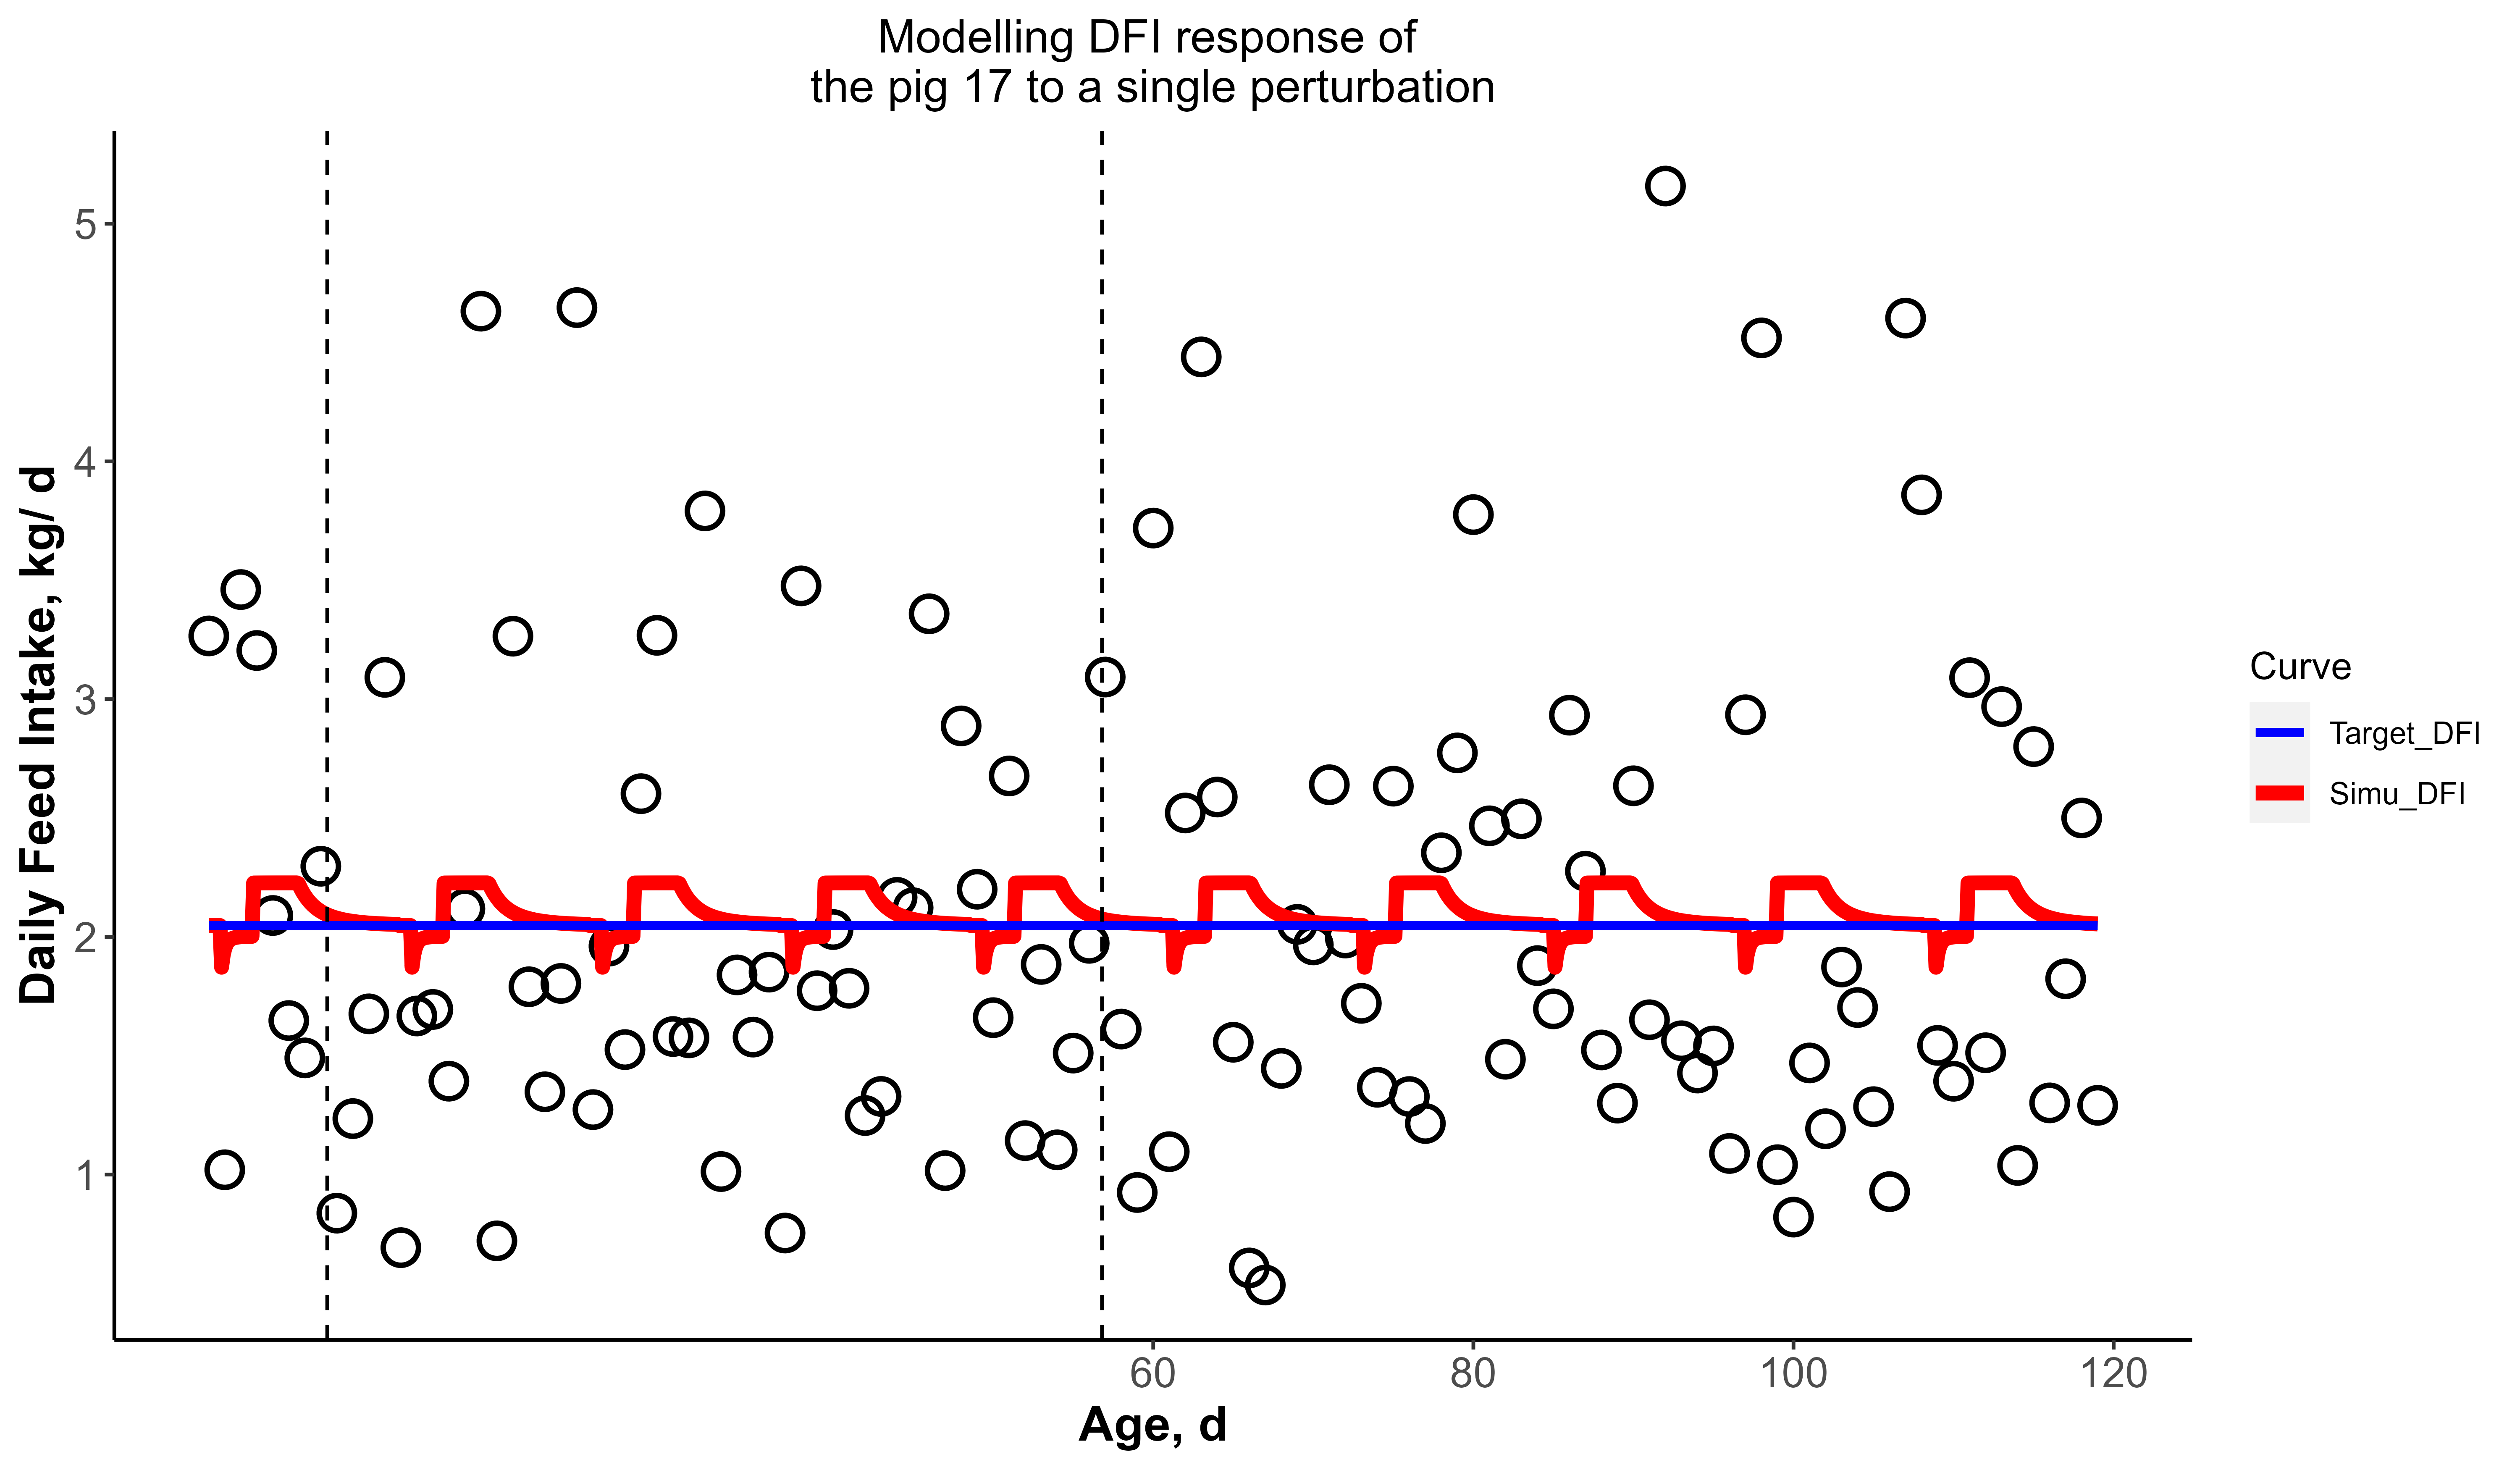 Modelling DFI response of
the pig 17 to a single perturbation
Daily Feed Intake, kg/ d
5
4
3
2
1
60
80
100
120
Age, d
Curve
Target_DFI
Simu_DFI